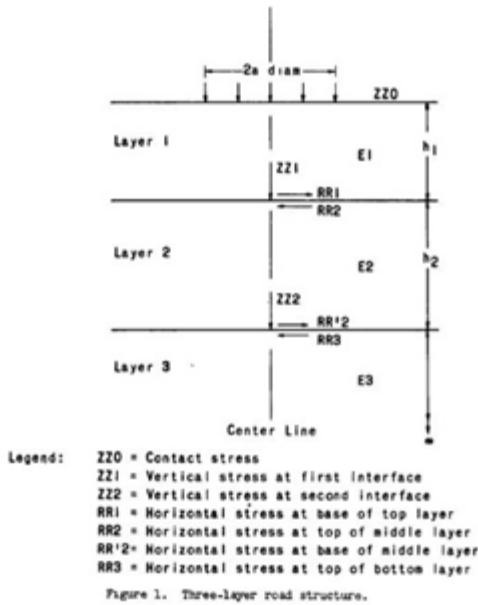 2a diam
ZZ0
Layer 1
E1
h1
ZZ1
RR1
RR2
Layer 2
E2
h2
ZZ2
RR'2
RR3
Layer 3
E3
∞
Center Line
Legend: ZZ0 = Contact stress
ZZ1 = Vertical stress at first interface
ZZ2 = Vertical stress at second interface
RR1 = Horizontal stress at base of top layer
RR2 = Horizontal stress at top of middle layer
RR'2= Horizontal stress at base of middle layer
RR3 = Horizontal stress at top of bottom layer
Figure 1. Three-layer road structure.